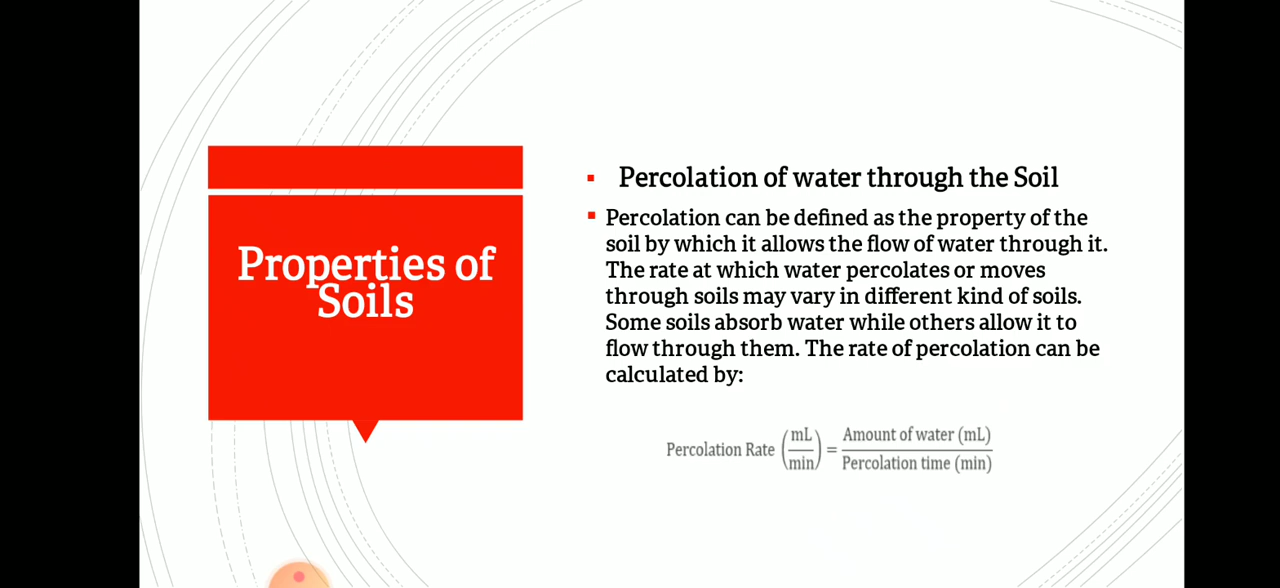 Properties of
Soils
Percolation of water through the Soil
Percolation can be defined as the property of the
soil by which it allows the flow of water through it.
The rate at which water percolates or moves
through soils may vary in different kind of soils.
Some soils absorb water while others allow it to
flow through them. The rate of percolation can be
calculated by:
Percolation Rate (mL/min) = Amount of water (mL)/Percolation time (min)